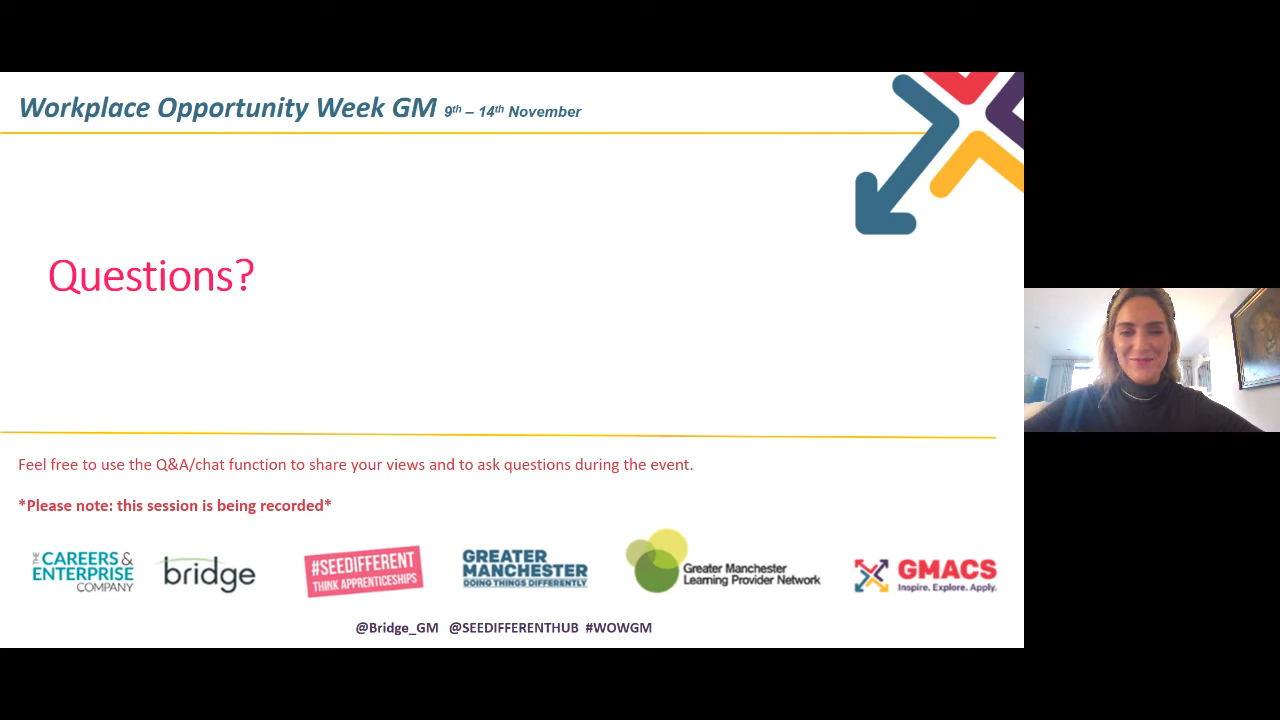 Workplace Opportunity Week GM 9th – 14th November
Questions?
Feel free to use the Q&A/chat function to share your views and to ask questions during the event.
*Please note: this session is being recorded*
THE CAREERS &
ENTERPRISE
COMPANY
bridge
#SEEDIFFERENT
THINK APPRENTICESHIPS
GREATER
MANCHESTER
DOING THINGS DIFFERENTLY
Greater Manchester
Learning Provider Network
GMACS
Inspire. Explore. Apply.
@Bridge_GM @SEEDIFFERENTHUB #WOWGM